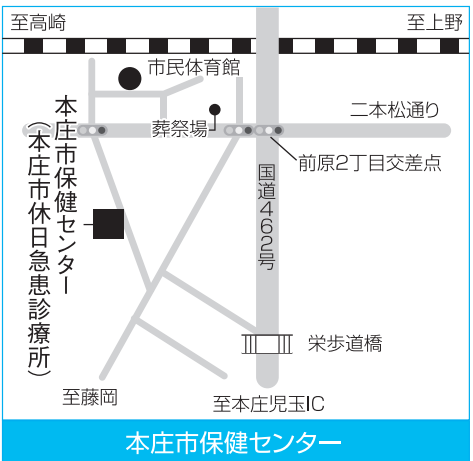 至高崎
至上野
市民体育館
二本松通り
葬祭場
前原2丁目交差点
本庄市保健センター
（本庄市休日急患診療所）
国道462号
栄歩道橋
至藤岡
至本庄児玉IC
本庄市保健センター